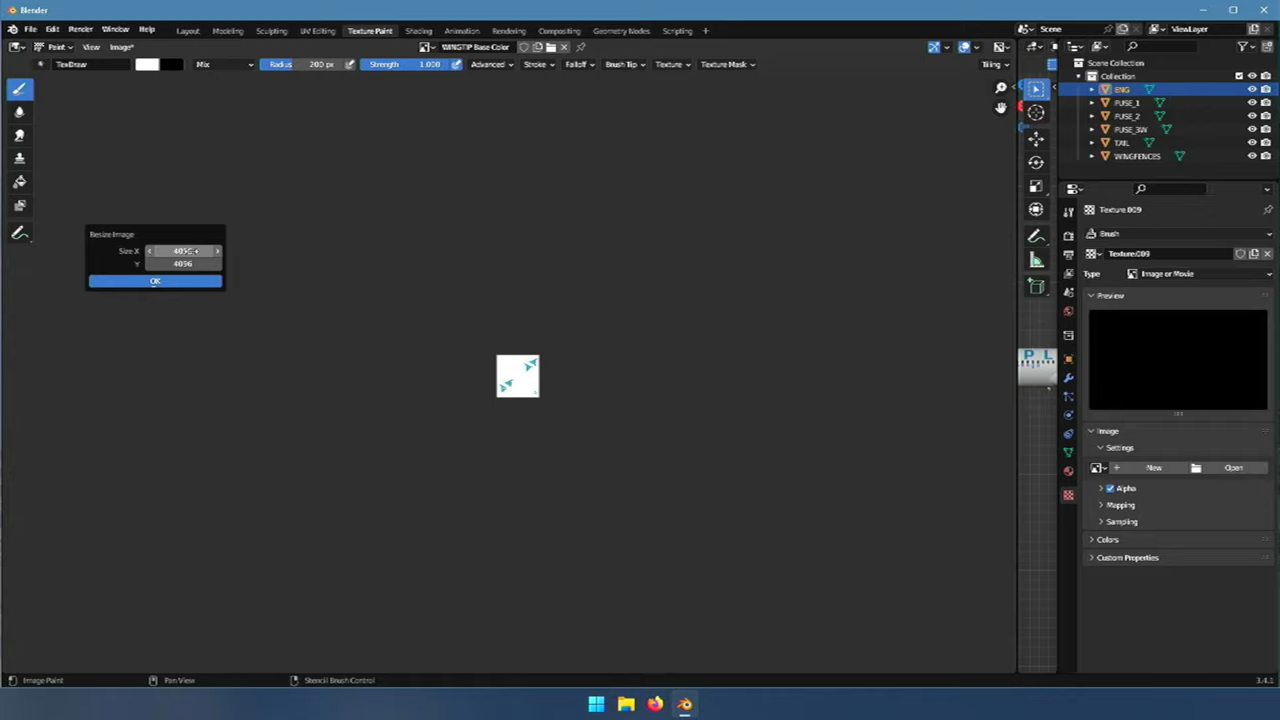 Blender
File Edit Render Window Help Layout Modeling Sculpting UV Editing Texture Paint Shading Animation Rendering Compositing Geometry Nodes Scripting + Scene ViewLayer
Paint View Image* WINGTIP Base Color
TexDraw Mix Radius 200 px Strength 1.000 Advanced Stroke Falloff Brush Tip Texture Texture Mask Tiling
Scene Collection
Collection
ENG
FUSE_1
FUSE_2
FUSE_3W
TAIL
WINGFENCES
Resize Image
Size X
Y 4096
OK
Texture.009
Brush
Texture.009
Type Image or Movie
Preview
P L
Image
Settings
New Open
Alpha
Mapping
Sampling
Colors
Custom Properties
Image Paint Pan View Stencil Brush Control 3.4.1